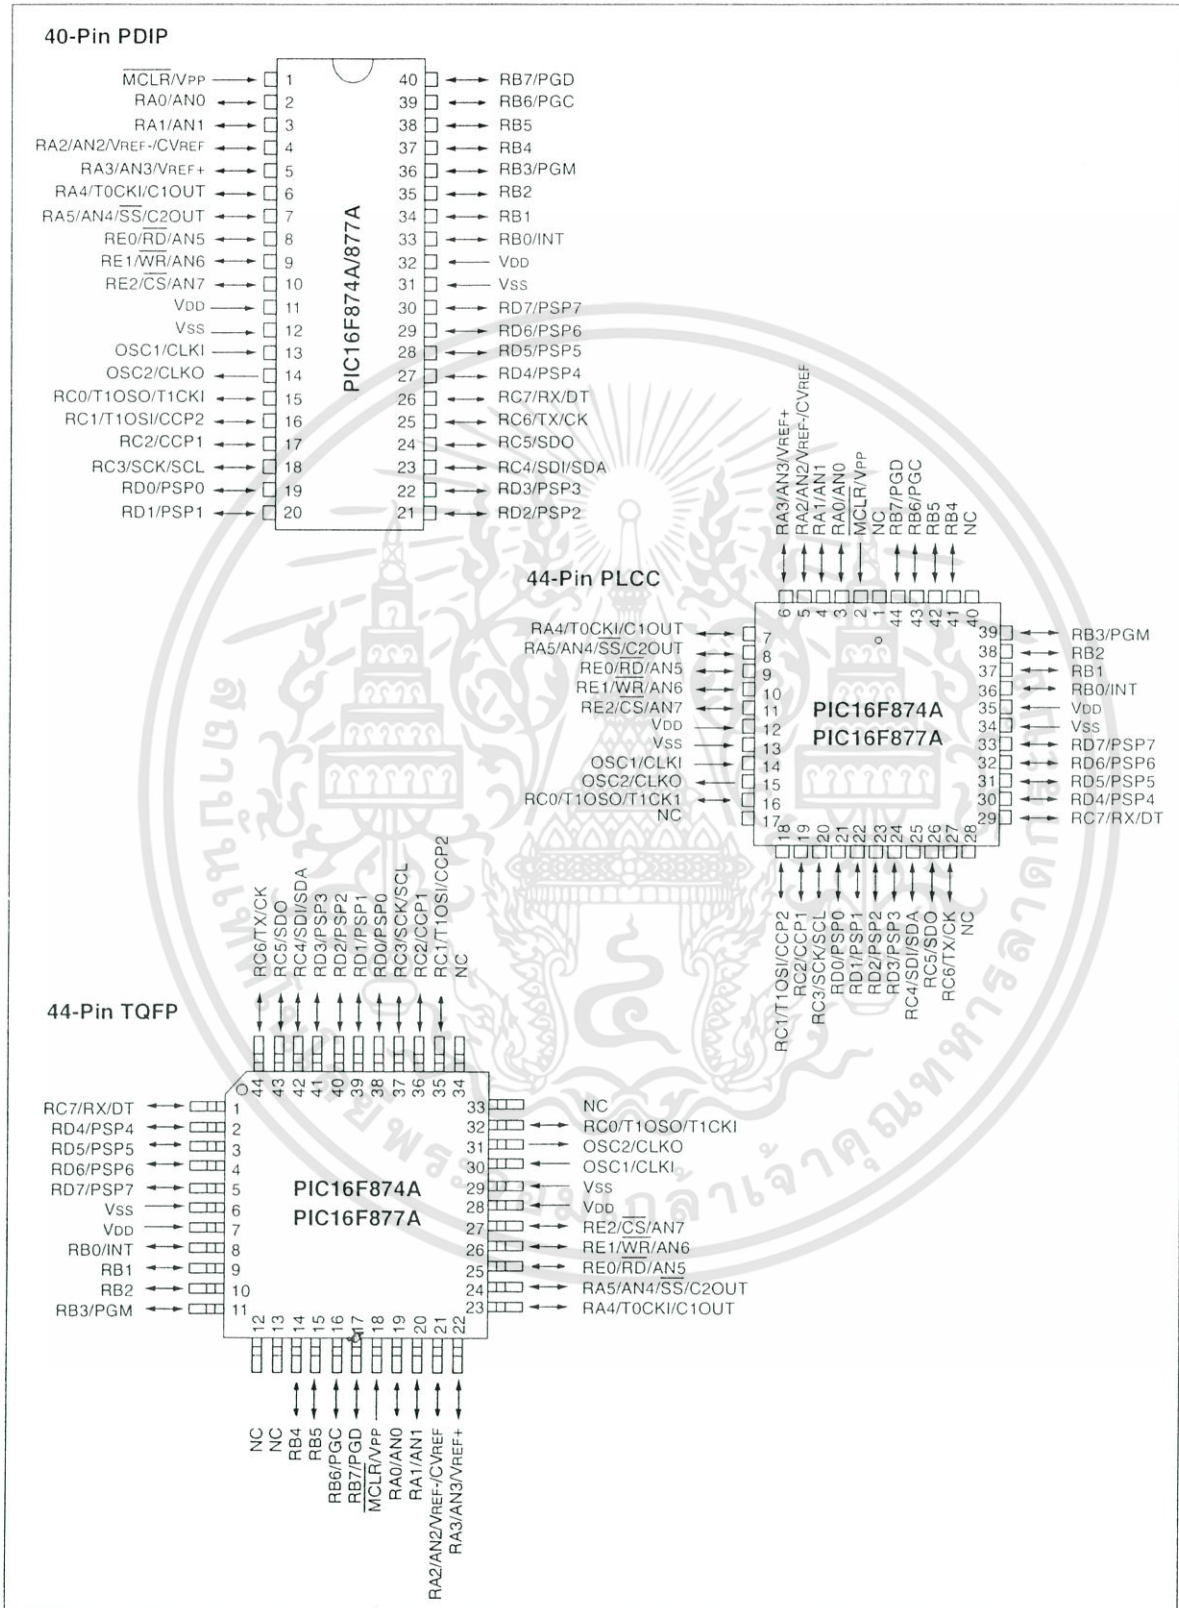 40-Pin PDIP
MCLR/VPP 1
RA0/AN0 2
RA1/AN1 3
RA2/AN2/VREF-/CVREF 4
RA3/AN3/VREF+ 5
RA4/T0CKI/C1OUT 6
RA5/AN4/SS/C2OUT 7
RE0/RD/AN5 8
RE1/WR/AN6 9
RE2/CS/AN7 10
VDD 11
VSS 12
OSC1/CLKI 13
OSC2/CLKO 14
RC0/T1OSO/T1CKI 15
RC1/T1OSI/CCP2 16
RC2/CCP1 17
RC3/SCK/SCL 18
RD0/PSP0 19
RD1/PSP1 20
PIC16F874A/877A
40 RB7/PGD
39 RB6/PGC
38 RB5
37 RB4
36 RB3/PGM
35 RB2
34 RB1
33 RB0/INT
32 VDD
31 VSS
30 RD7/PSP7
29 RD6/PSP6
28 RD5/PSP5
27 RD4/PSP4
26 RC7/RX/DT
25 RC6/TX/CK
24 RC5/SDO
23 RC4/SDI/SDA
22 RD3/PSP3
21 RD2/PSP2
44-Pin PLCC
RA3/AN3/VREF+ 6
RA2/AN2/VREF-/CVREF 5
RA1/AN1 4
RA0/AN0 3
MCLR/VPP 2
NC 1
RB7/PGD 44
RB6/PGC 43
RB5 42
RB4 41
NC 40
RA4/T0CKI/C1OUT 7
RA5/AN4/SS/C2OUT 8
RE0/RD/AN5 9
RE1/WR/AN6 10
RE2/CS/AN7 11
VDD 12
VSS 13
OSC1/CLKI 14
OSC2/CLKO 15
RC0/T1OSO/T1CK1 16
NC 17
PIC16F874A
PIC16F877A
39 RB3/PGM
38 RB2
37 RB1
36 RB0/INT
35 VDD
34 VSS
33 RD7/PSP7
32 RD6/PSP6
31 RD5/PSP5
30 RD4/PSP4
29 RC7/RX/DT
18 RC1/T1OSI/CCP2
19 RC2/CCP1
20 RC3/SCK/SCL
21 RD0/PSP0
22 RD1/PSP1
23 RD2/PSP2
24 RD3/PSP3
25 RC4/SDI/SDA
26 RC5/SDO
27 RC6/TX/CK
28 NC
44-Pin TQFP
RC6/TX/CK 44
RC5/SDO 43
RC4/SDI/SDA 42
RD3/PSP3 41
RD2/PSP2 40
RD1/PSP1 39
RD0/PSP0 38
RC3/SCK/SCL 37
RC2/CCP1 36
RC1/T1OSI/CCP2 35
NC 34
RC7/RX/DT 1
RD4/PSP4 2
RD5/PSP5 3
RD6/PSP6 4
RD7/PSP7 5
VSS 6
VDD 7
RB0/INT 8
RB1 9
RB2 10
RB3/PGM 11
PIC16F874A
PIC16F877A
33 NC
32 RC0/T1OSO/T1CKI
31 OSC2/CLKO
30 OSC1/CLKI
29 VSS
28 VDD
27 RE2/CS/AN7
26 RE1/WR/AN6
25 RE0/RD/AN5
24 RA5/AN4/SS/C2OUT
23 RA4/T0CKI/C1OUT
12 NC
13 NC
14 RB4
15 RB5
16 RB6/PGC
17 RB7/PGD
18 MCLR/VPP
19 RA0/AN0
20 RA1/AN1
21 RA2/AN2/VREF-/CVREF
22 RA3/AN3/VREF+